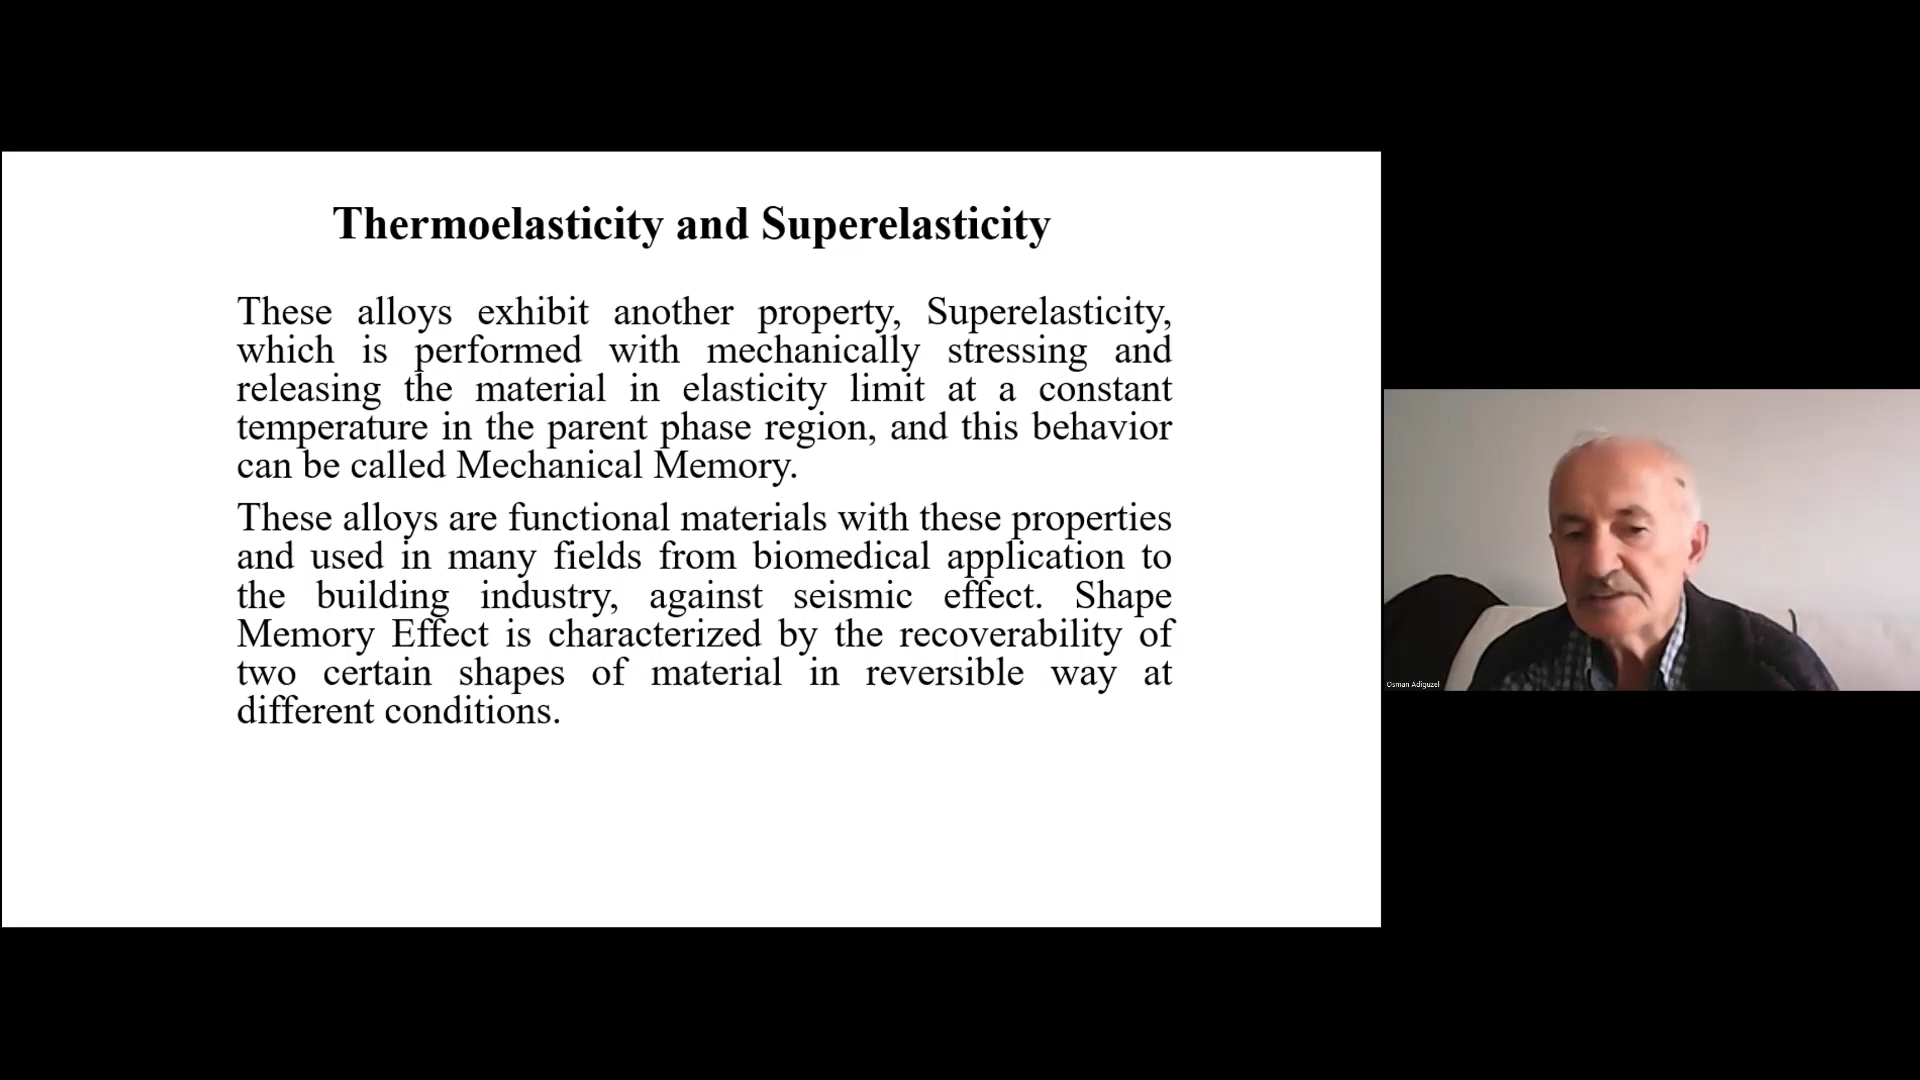 Thermoelasticity and Superelasticity
These alloys exhibit another property, Superelasticity,
which is performed with mechanically stressing and
releasing the material in elasticity limit at a constant
temperature in the parent phase region, and this behavior
can be called Mechanical Memory.
These alloys are functional materials with these properties
and used in many fields from biomedical application to
the building industry, against seismic effect. Shape
Memory Effect is characterized by the recoverability of
two certain shapes of material in reversible way at
different conditions.
Osman Adiguzel